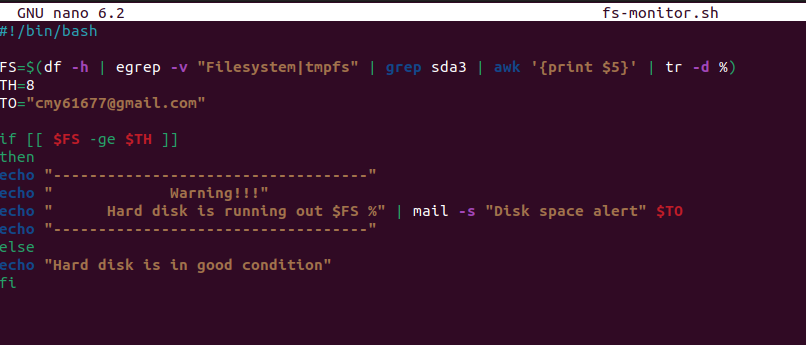 GNU nano 6.2 fs-monitor.sh
#!/bin/bash
FS=$(df -h | egrep -v "Filesystem|tmpfs" | grep sda3 | awk '{print $5}' | tr -d %)
TH=8
TO="cmy61677@gmail.com"
if [[ $FS -ge $TH ]]
then
echo "-----------------------------------"
echo "             Warning!!!"
echo "      Hard disk is running out $FS %" | mail -s "Disk space alert" $TO
echo "-----------------------------------"
else
echo "Hard disk is in good condition"
fi